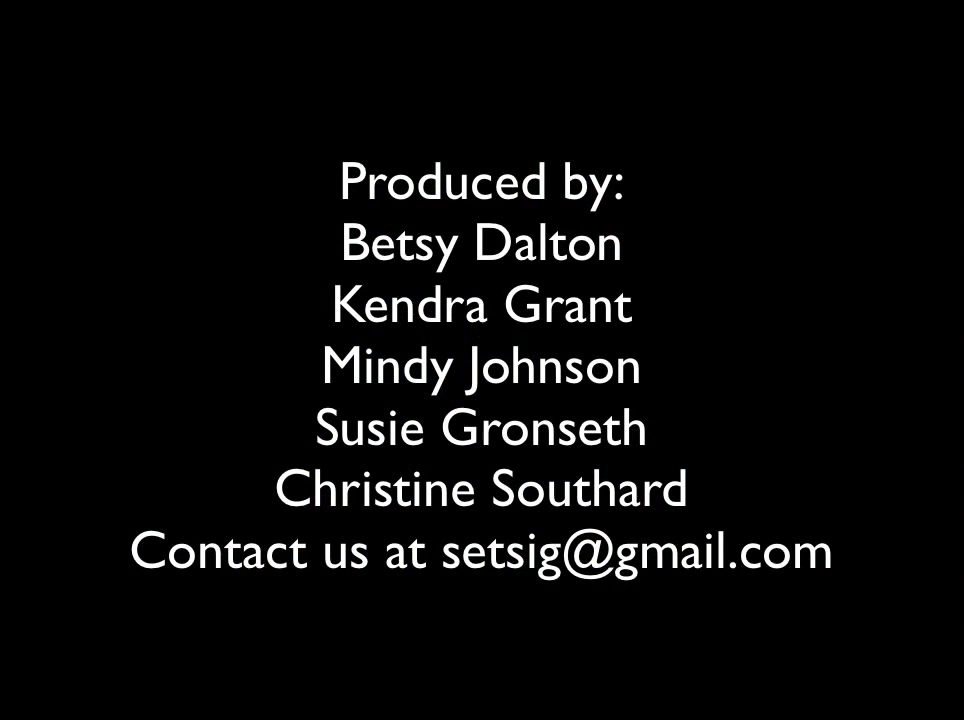 Produced by:
Betsy Dalton
Kendra Grant
Mindy Johnson
Susie Gronseth
Christine Southard
Contact us at setsig@gmail.com